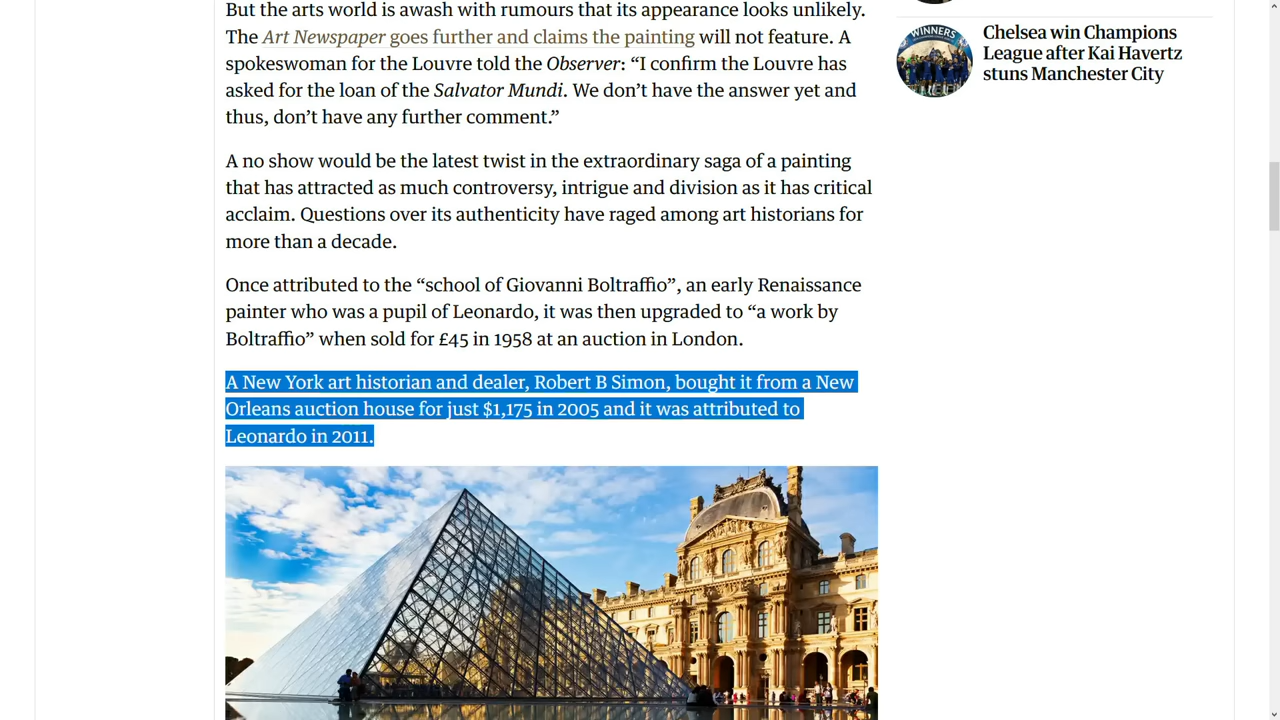 But the arts world is awash with rumours that its appearance looks unlikely.
The Art Newspaper goes further and claims the painting will not feature. A
spokeswoman for the Louvre told the Observer: “I confirm the Louvre has
asked for the loan of the Salvator Mundi. We don’t have the answer yet and
thus, don’t have any further comment.”
A no show would be the latest twist in the extraordinary saga of a painting
that has attracted as much controversy, intrigue and division as it has critical
acclaim. Questions over its authenticity have raged among art historians for
more than a decade.
Once attributed to the “school of Giovanni Boltraffio”, an early Renaissance
painter who was a pupil of Leonardo, it was then upgraded to “a work by
Boltraffio” when sold for £45 in 1958 at an auction in London.
A New York art historian and dealer, Robert B Simon, bought it from a New
Orleans auction house for just $1,175 in 2005 and it was attributed to
Leonardo in 2011.
WINNERS
Chelsea win Champions
League after Kai Havertz
stuns Manchester City